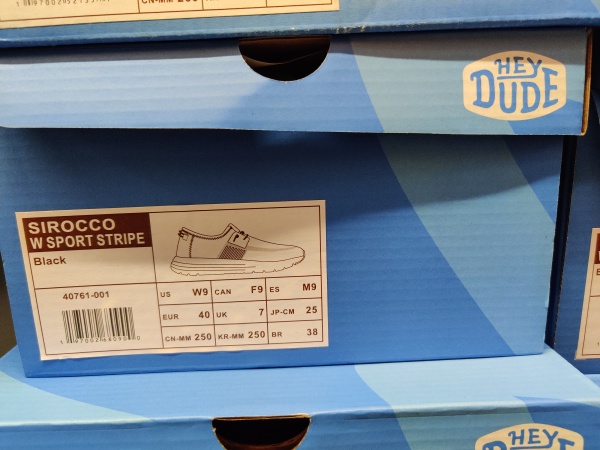 HEY
DUDE
SIROCCO
W SPORT STRIPE
Black
40761-001
US W9 CAN F9 ES M9
EUR 40 UK 7 JP-CM 25
CN-MM 250 KR-MM 250 BR 38
HEY